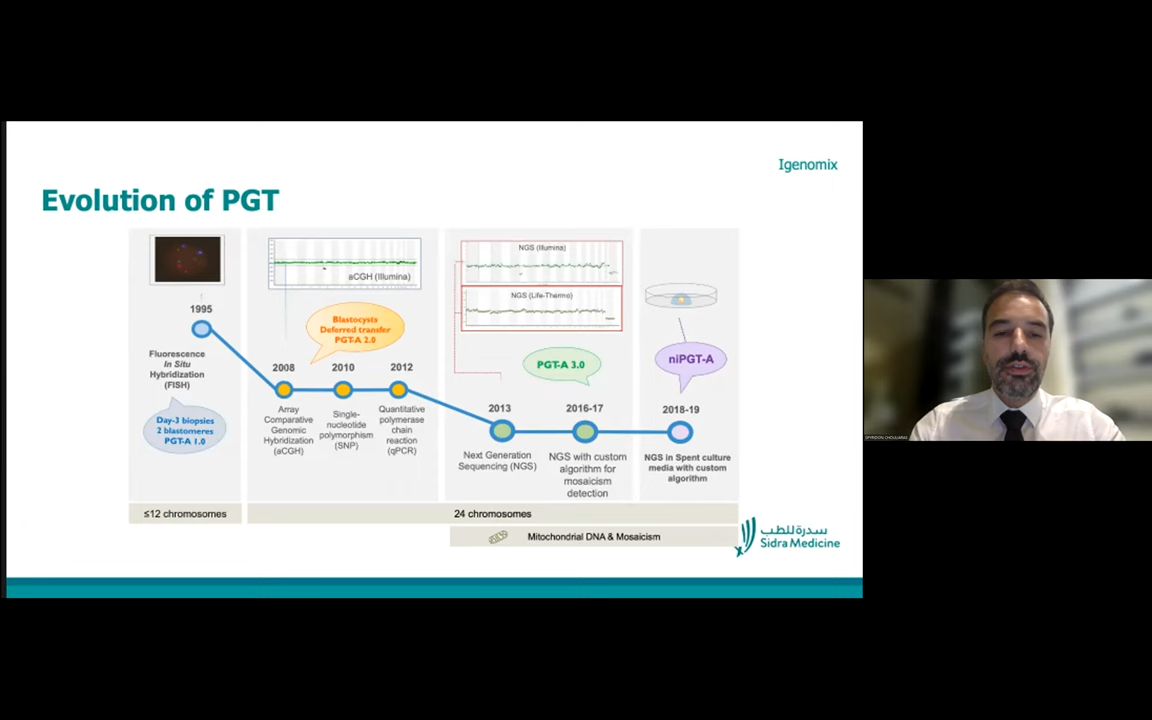 Igenomix
Evolution of PGT
1995
Fluorescence
In Situ
Hybridization
(FISH)
Day-3 biopsies
2 blastomeres
PGT-A 1.0
≤12 chromosomes
aCGH (Illumina)
Blastocysts
Deferred transfer
PGT-A 2.0
2008
Array
Comparative
Genomic
Hybridization
(aCGH)
2010
Single-
nucleotide
polymorphism
(SNP)
2012
Quantitative
polymerase
chain
reaction
(qPCR)
NGS (Illumina)
NGS (Life-Thermo)
PGT-A 3.0
2013
Next Generation
Sequencing (NGS)
2016-17
NGS with custom
algorithm for
mosaicism
detection
niPGT-A
2018-19
NGS in Spent culture
media with custom
algorithm
24 chromosomes
Mitochondrial DNA & Mosaicism
سدرة للطب
Sidra Medicine
SPYRIDON CHOULIARAS